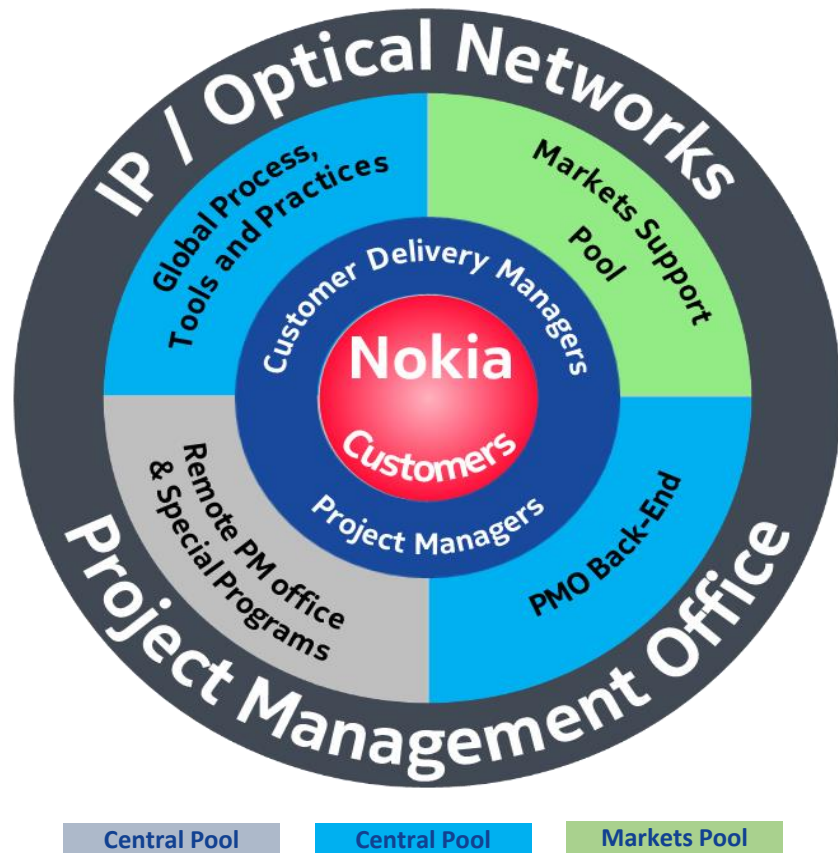 IP / Optical Networks
Global Process,
Tools and Practices
Markets Support
Pool
Customer Delivery Managers
Nokia
Customers
Project Managers
Remote PM office
& Special Programs
PMO Back-End
Project Management Office
Central Pool
Central Pool
Markets Pool